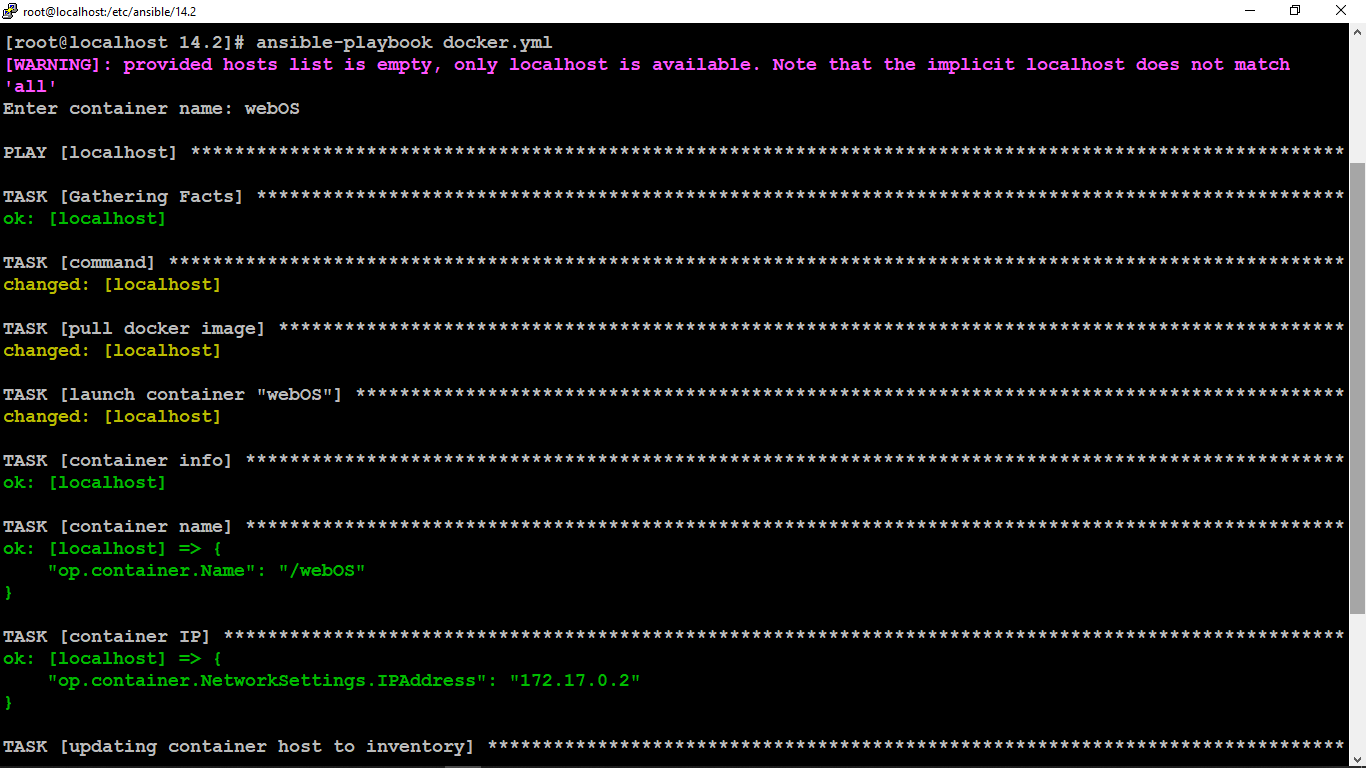 root@localhost:/etc/ansible/14.2
[root@localhost 14.2]# ansible-playbook docker.yml
[WARNING]: provided hosts list is empty, only localhost is available. Note that the implicit localhost does not match
'all'
Enter container name: webOS
PLAY [localhost] *********************************************************************************************************
TASK [Gathering Facts] ***************************************************************************************************
ok: [localhost]
TASK [command] ***********************************************************************************************************
changed: [localhost]
TASK [pull docker image] *************************************************************************************************
changed: [localhost]
TASK [launch container "webOS"] ******************************************************************************************
changed: [localhost]
TASK [container info] ****************************************************************************************************
ok: [localhost]
TASK [container name] ****************************************************************************************************
ok: [localhost] => {
    "op.container.Name": "/webOS"
}
TASK [container IP] ******************************************************************************************************
ok: [localhost] => {
    "op.container.NetworkSettings.IPAddress": "172.17.0.2"
}
TASK [updating container host to inventory] ******************************************************************************